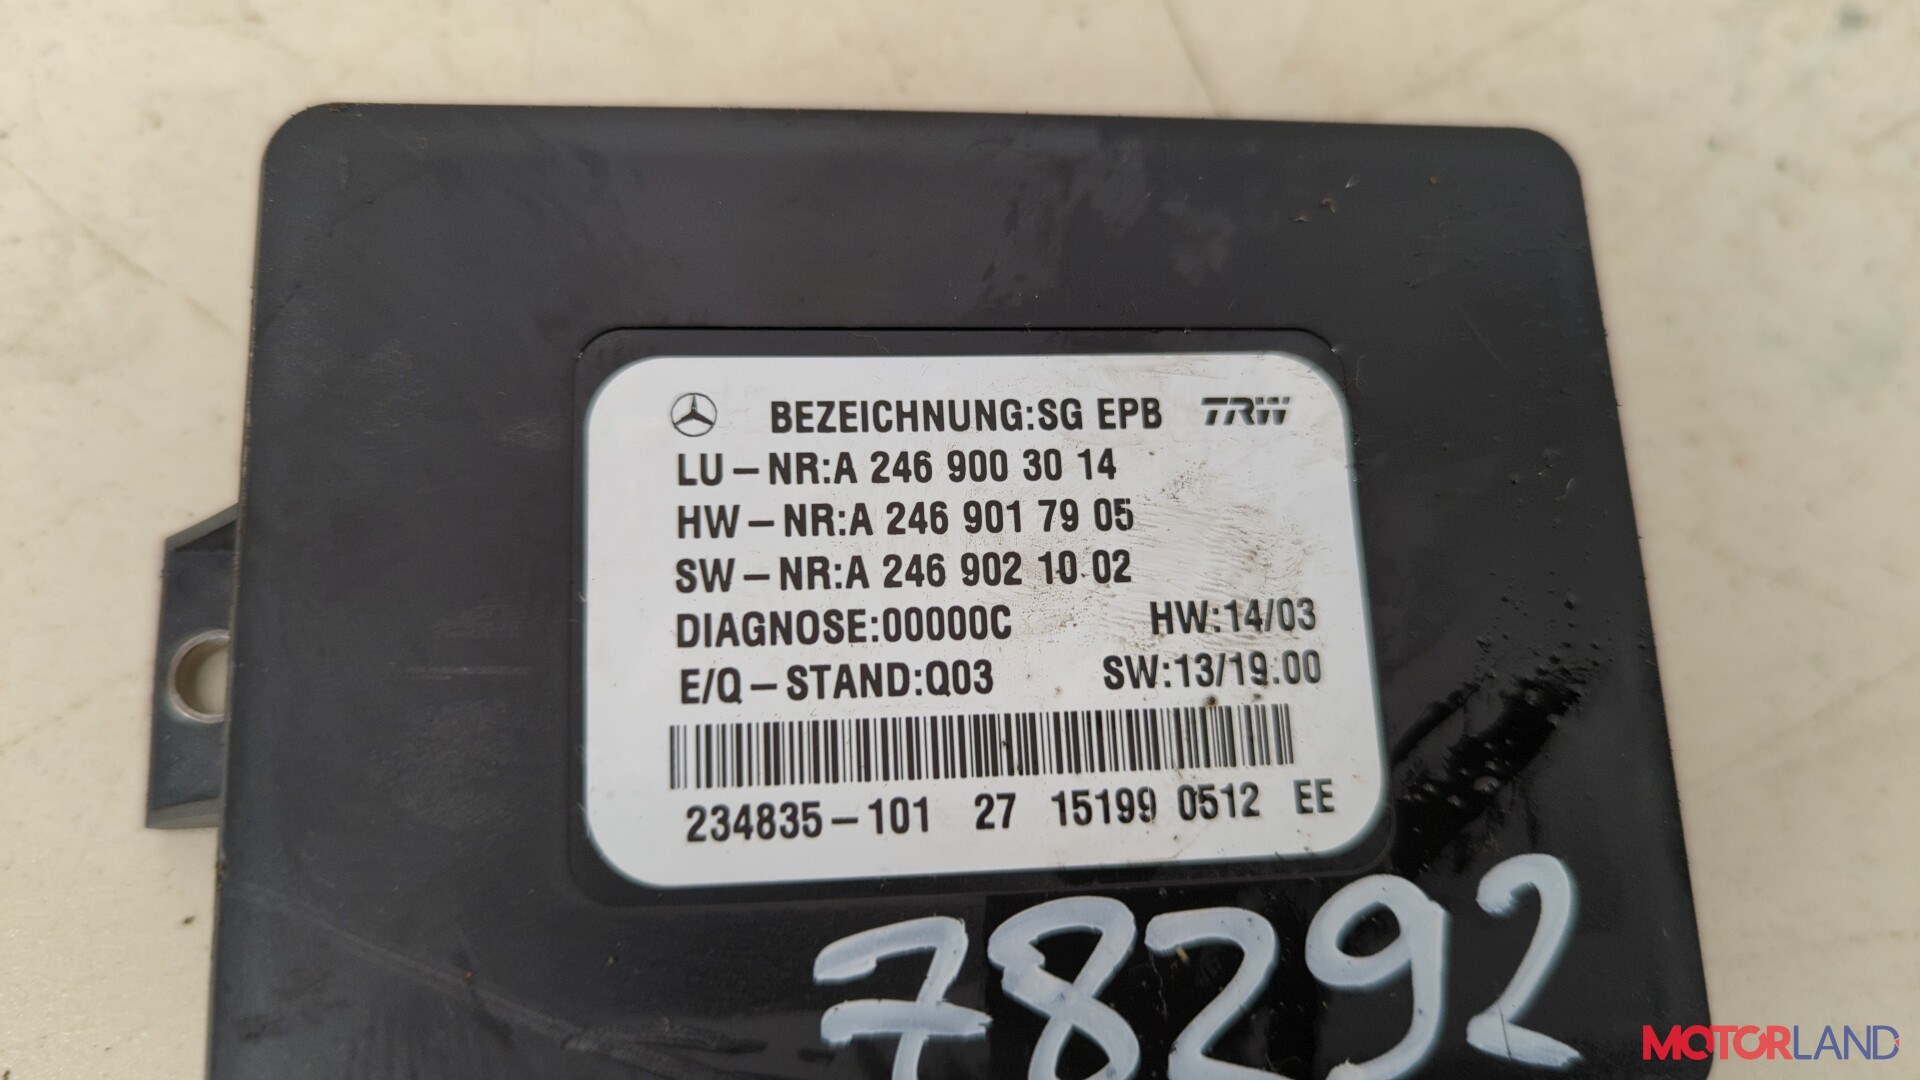 BEZEICHNUNG:SG EPB TRW
LU-NR:A 246 900 30 14
HW-NR:A 246 901 79 05
SW-NR:A 246 902 10 02
DIAGNOSE:00000C HW:14/03
E/Q-STAND:Q03 SW:13/19.00
234835-101 27 15199 0512 EE
78292
MOTORLAND